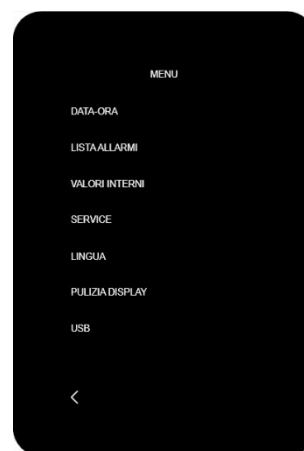 MENU
DATA-ORA
LISTA ALLARMI
VALORI INTERNI
SERVICE
LINGUA
PULIZIA DISPLAY
USB